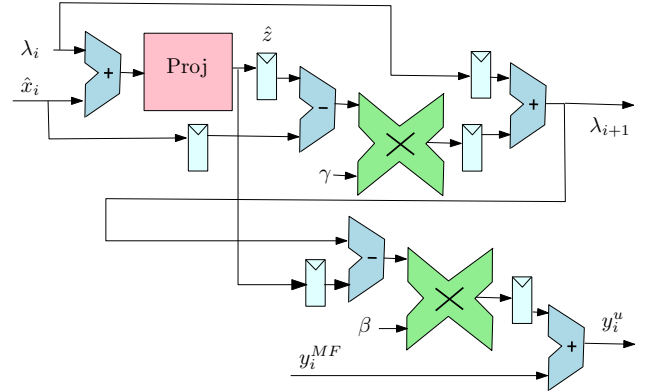 λ_i
x̂_i
+
Proj
ẑ
-
γ
×
+
λ_{i+1}
-
β
×
y_i^{MF}
+
y_i^u